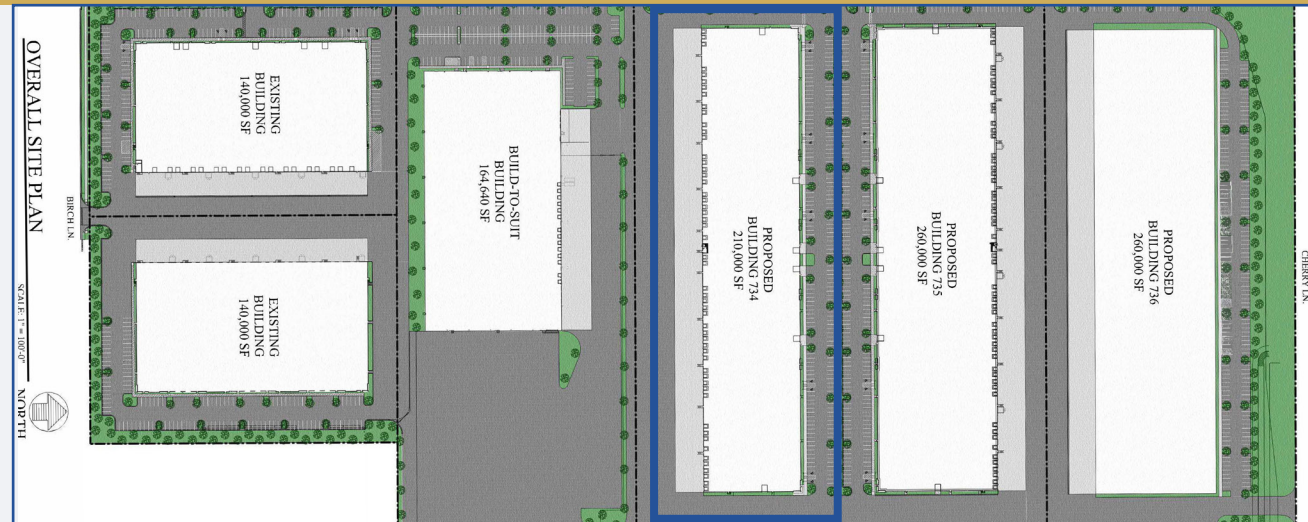 OVERALL SITE PLAN
SCALE: 1" = 100'-0"
NORTH
BIRCH LN.
EXISTING
BUILDING
140,000 SF
EXISTING
BUILDING
140,000 SF
BUILD-TO-SUIT
BUILDING
164,640 SF
PROPOSED
BUILDING 734
210,000 SF
PROPOSED
BUILDING 735
260,000 SF
PROPOSED
BUILDING 736
260,000 SF
CHERRY LN.